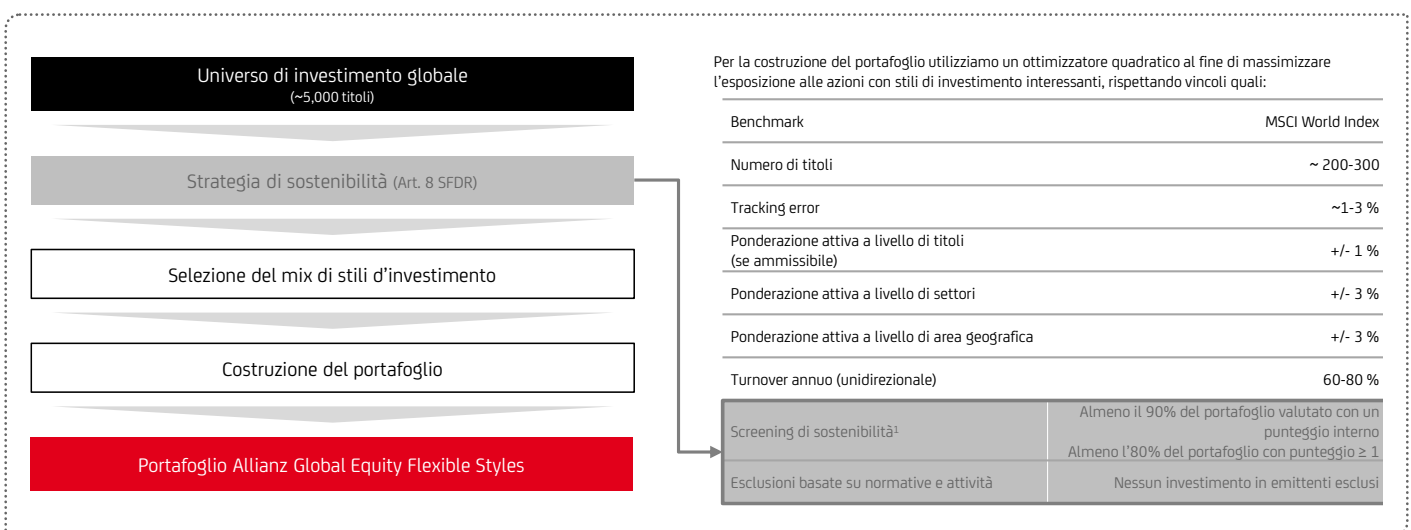 Universo di investimento globale
(~5,000 titoli)
Strategia di sostenibilità (Art. 8 SFDR)
Selezione del mix di stili d’investimento
Costruzione del portafoglio
Portafoglio Allianz Global Equity Flexible Styles
Per la costruzione del portafoglio utilizziamo un ottimizzatore quadratico al fine di massimizzare
l’esposizione alle azioni con stili di investimento interessanti, rispettando vincoli quali:
Benchmark MSCI World Index
Numero di titoli ~ 200-300
Tracking error ~1-3 %
Ponderazione attiva a livello di titoli
(se ammissibile) +/- 1 %
Ponderazione attiva a livello di settori +/- 3 %
Ponderazione attiva a livello di area geografica +/- 3 %
Turnover annuo (unidirezionale) 60-80 %
Screening di sostenibilità¹
Almeno il 90% del portafoglio valutato con un
punteggio interno
Almeno l’80% del portafoglio con punteggio ≥ 1
Esclusioni basate su normative e attività Nessun investimento in emittenti esclusi